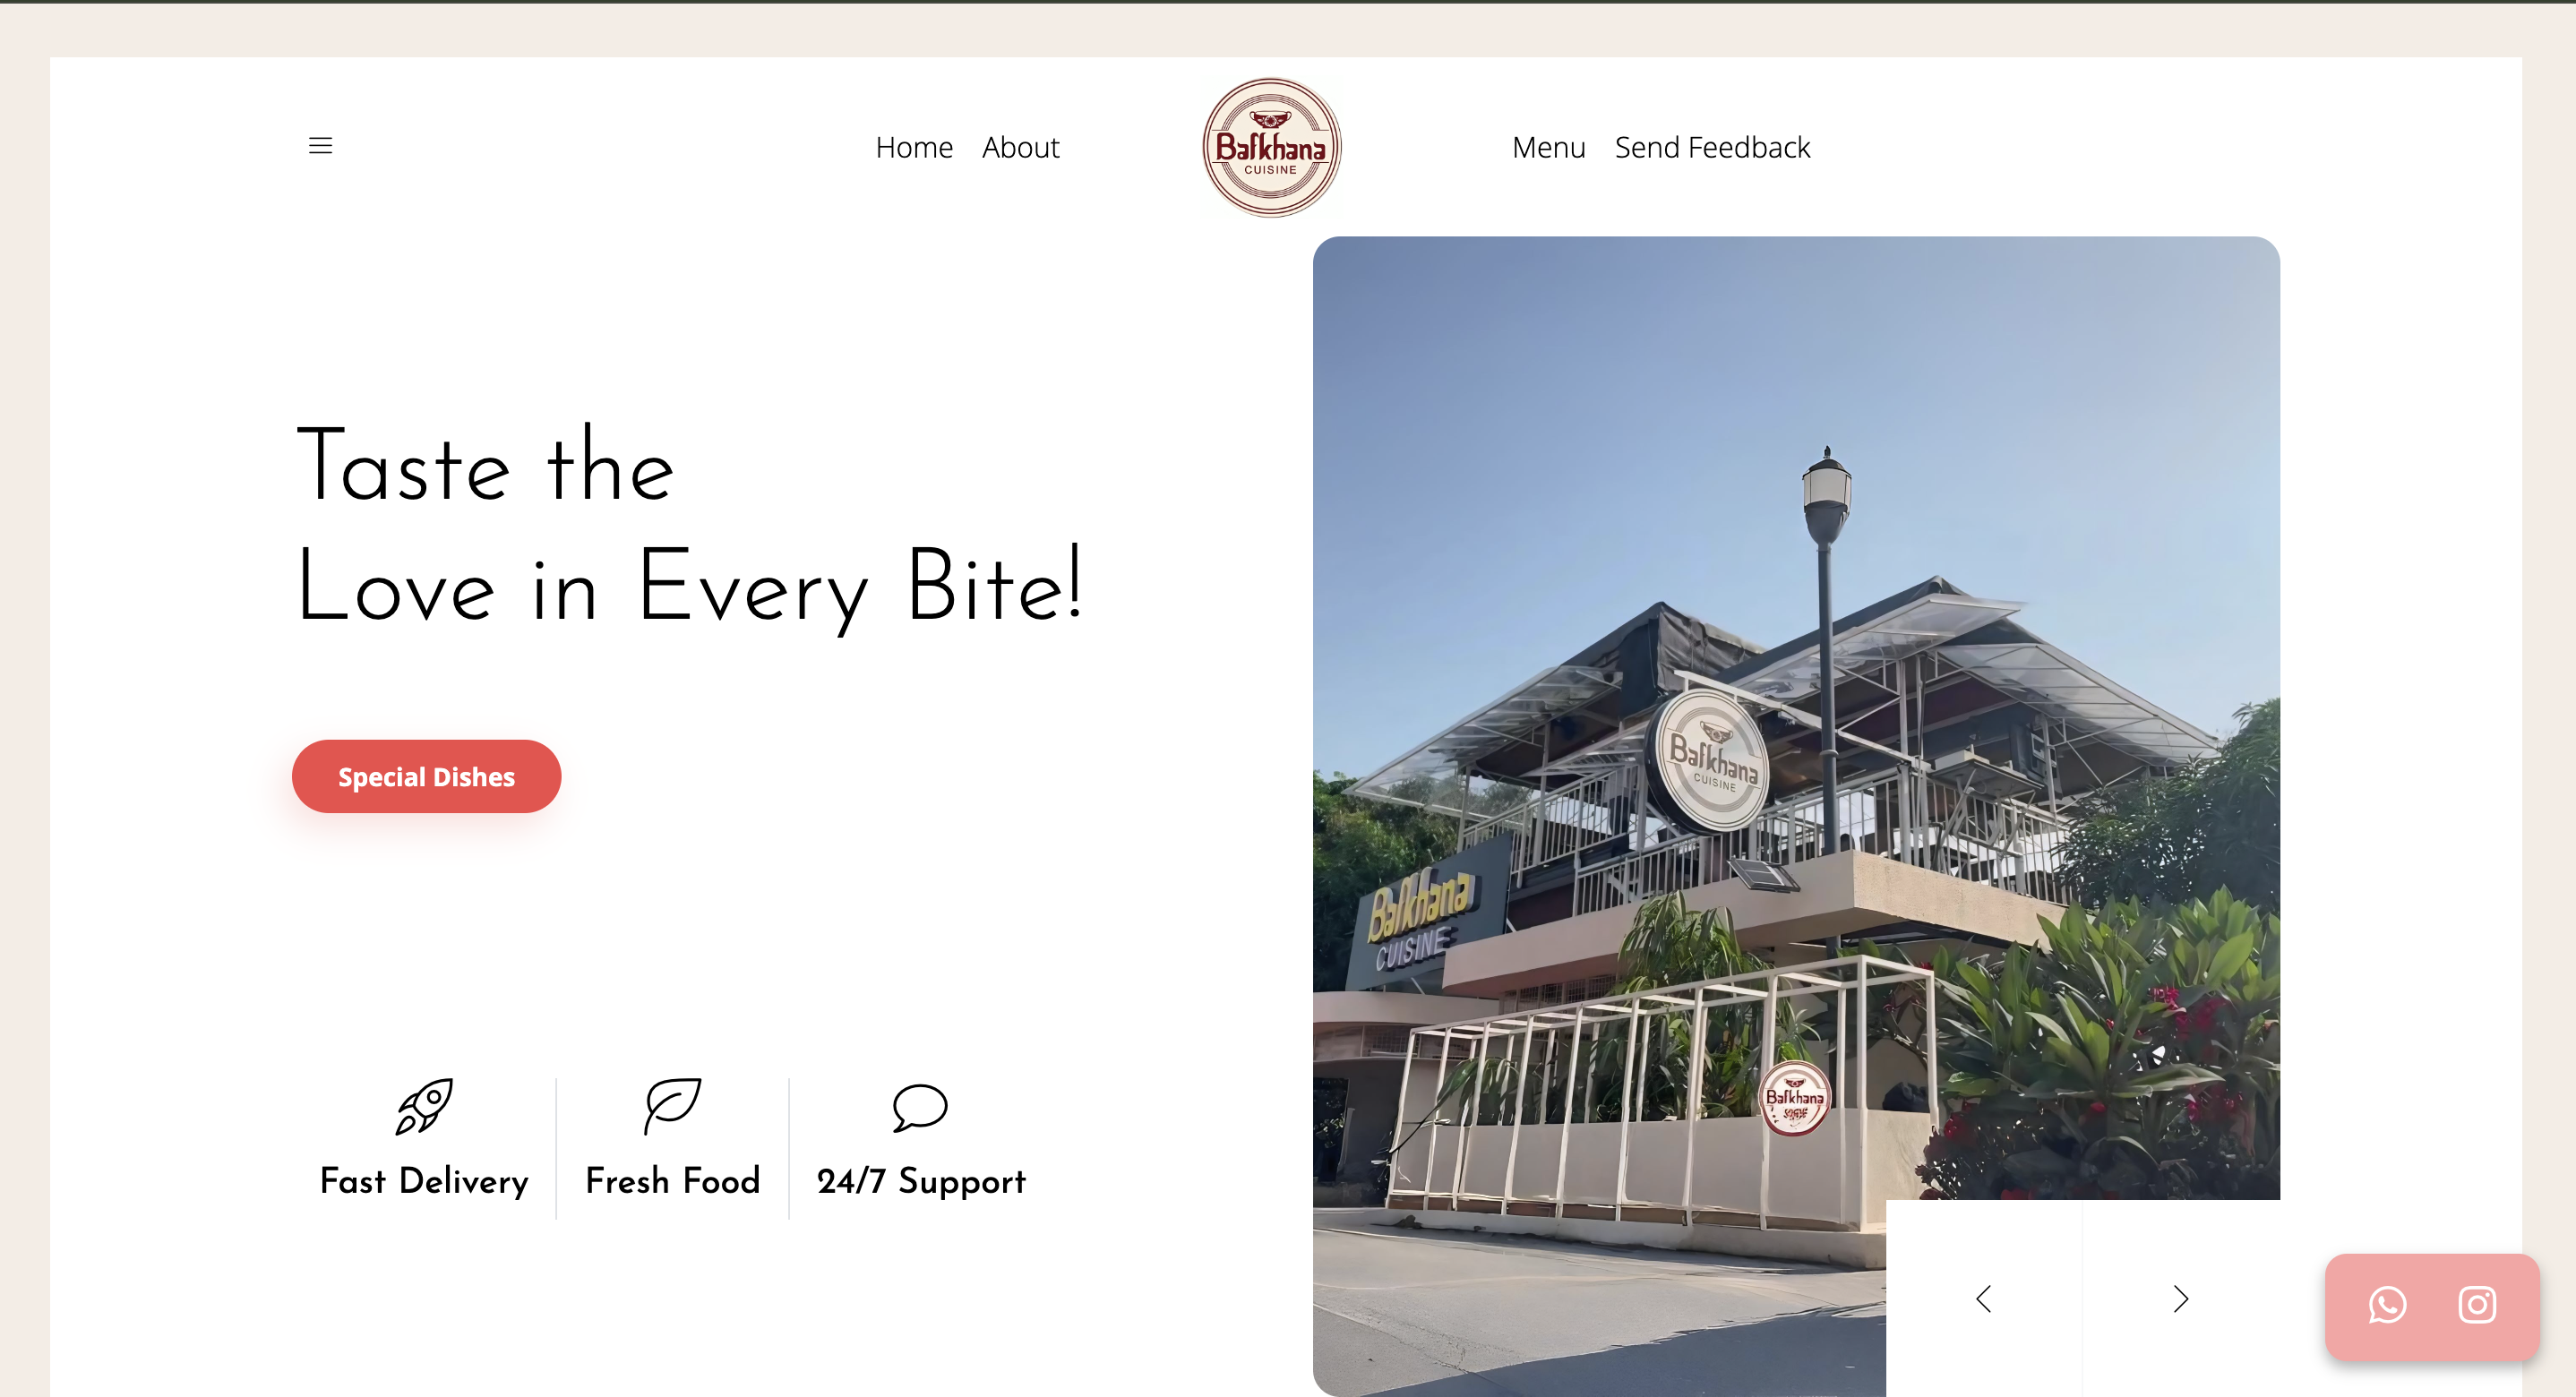 Home About
Bafkhana
CUISINE
Menu Send Feedback
Taste the
Love in Every Bite!
Special Dishes
Bafkhana
CUISINE
Bafkhana
CUISINE
Bafkhana
Fast Delivery
Fresh Food
24/7 Support